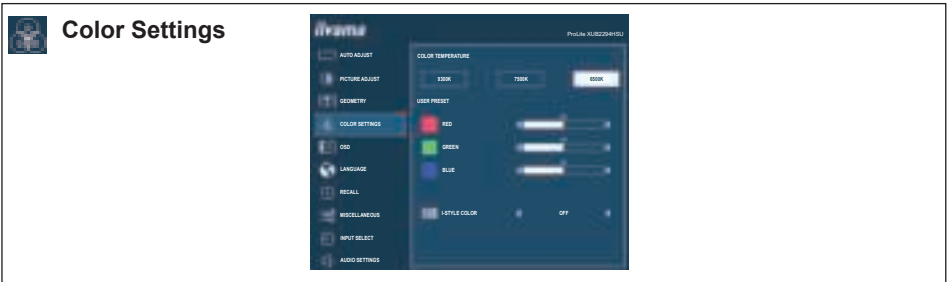 Color Settings
iiyama
ProLite XUB2294HSU
AUTO ADJUST
PICTURE ADJUST
GEOMETRY
COLOR SETTINGS
OSD
LANGUAGE
RECALL
MISCELLANEOUS
INPUT SELECT
AUDIO SETTINGS
COLOR TEMPERATURE
9300K 7500K 6500K
USER PRESET
RED
GREEN
BLUE
I-STYLE COLOR OFF